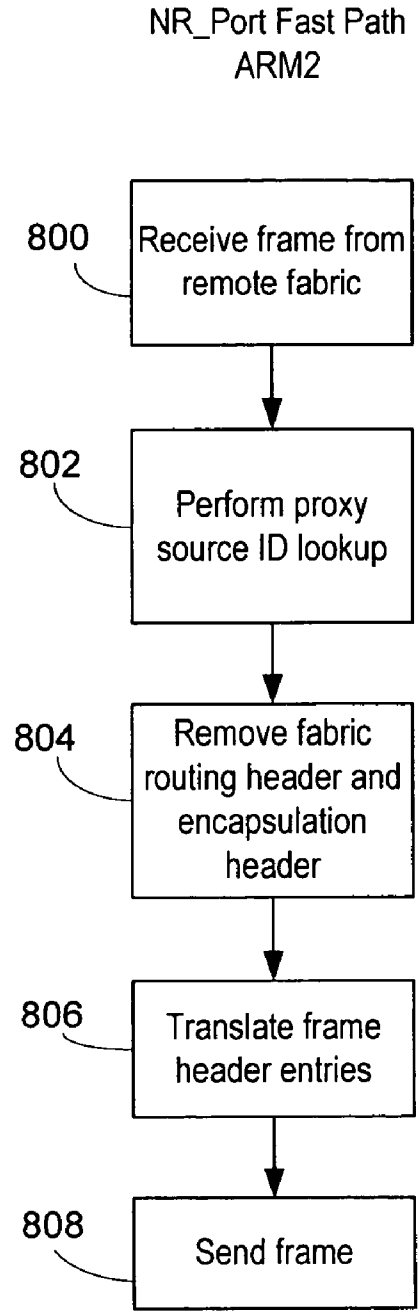 NR_Port Fast Path
ARM2
800
Receive frame from
remote fabric
802
Perform proxy
source ID lookup
804
Remove fabric
routing header and
encapsulation
header
806
Translate frame
header entries
808
Send frame